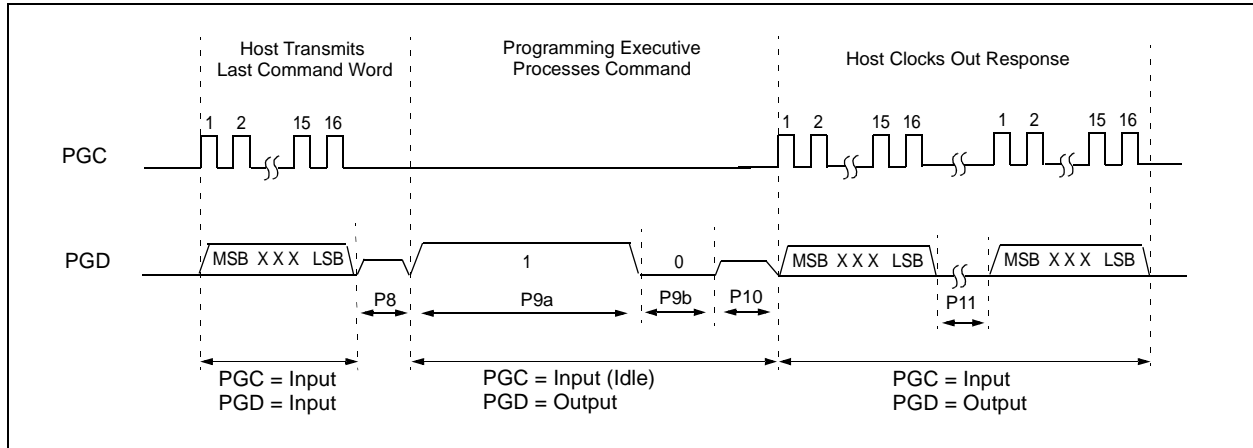 Host Transmits
Last Command Word
Programming Executive
Processes Command
Host Clocks Out Response
1 2 15 16
1 2 15 16
1 2 15 16
PGC
PGD
MSB X X X LSB
1
0
MSB X X X LSB
MSB X X X LSB
P8
P9a
P9b
P10
P11
PGC = Input
PGD = Input
PGC = Input (Idle)
PGD = Output
PGC = Input
PGD = Output